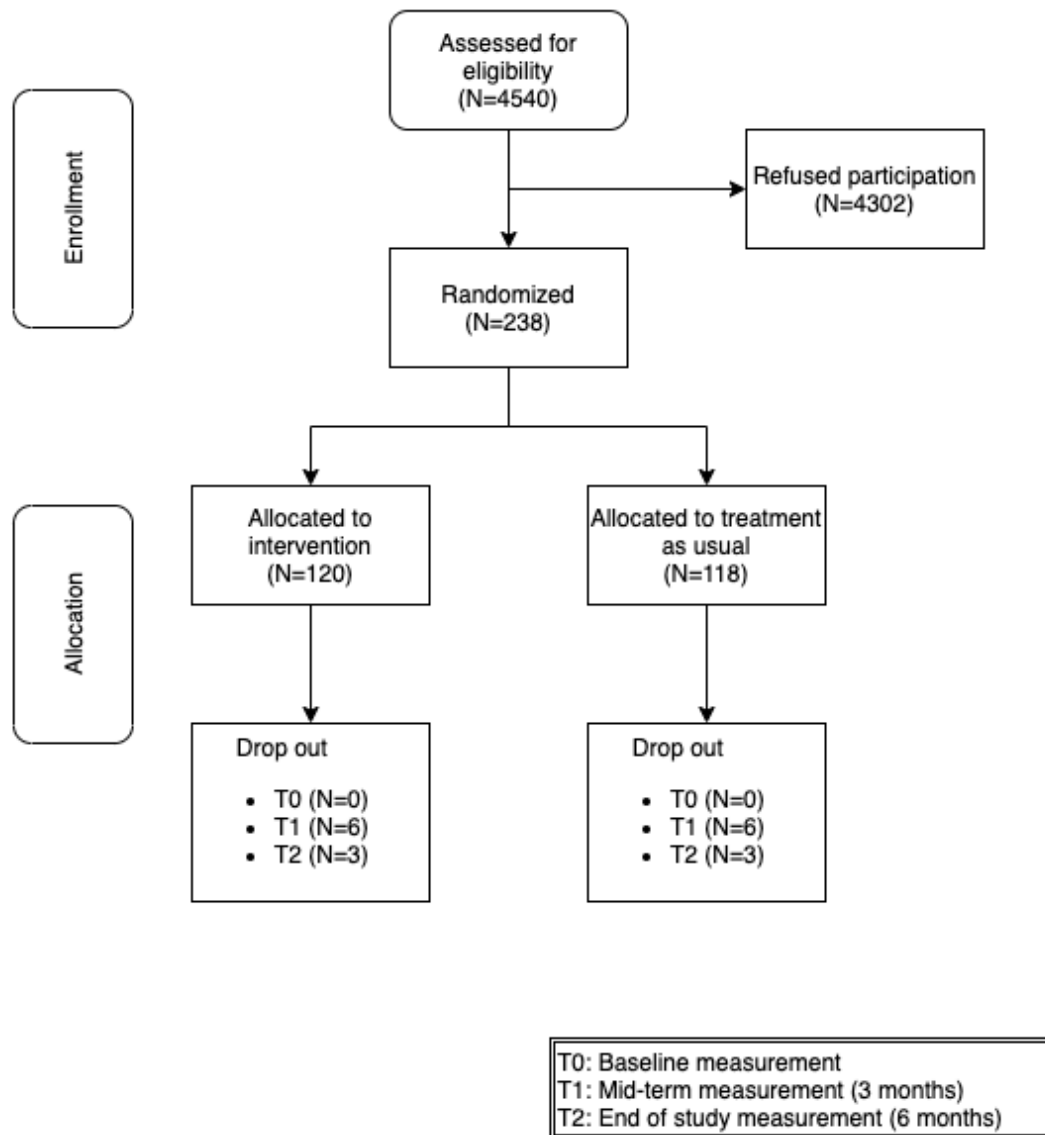 Assessed for
eligibility
(N=4540)
Enrollment
Refused participation
(N=4302)
Randomized
(N=238)
Allocation
Allocated to
intervention
(N=120)
Allocated to treatment
as usual
(N=118)
Drop out
• T0 (N=0)
• T1 (N=6)
• T2 (N=3)
Drop out
• T0 (N=0)
• T1 (N=6)
• T2 (N=3)
T0: Baseline measurement
T1: Mid-term measurement (3 months)
T2: End of study measurement (6 months)